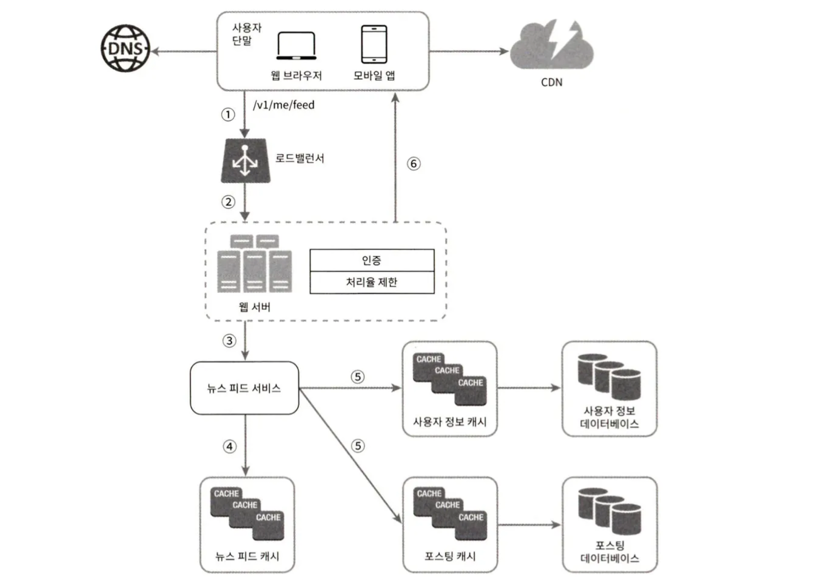 사용자
단말
DNS
웹 브라우저
모바일 앱
CDN
①
/v1/me/feed
로드밸런서
⑥
②
인증
처리율 제한
웹 서버
③
뉴스 피드 서비스
⑤
CACHE
CACHE
CACHE
사용자 정보 캐시
사용자 정보
데이터베이스
④
⑤
CACHE
CACHE
CACHE
뉴스 피드 캐시
CACHE
CACHE
CACHE
포스팅 캐시
포스팅
데이터베이스